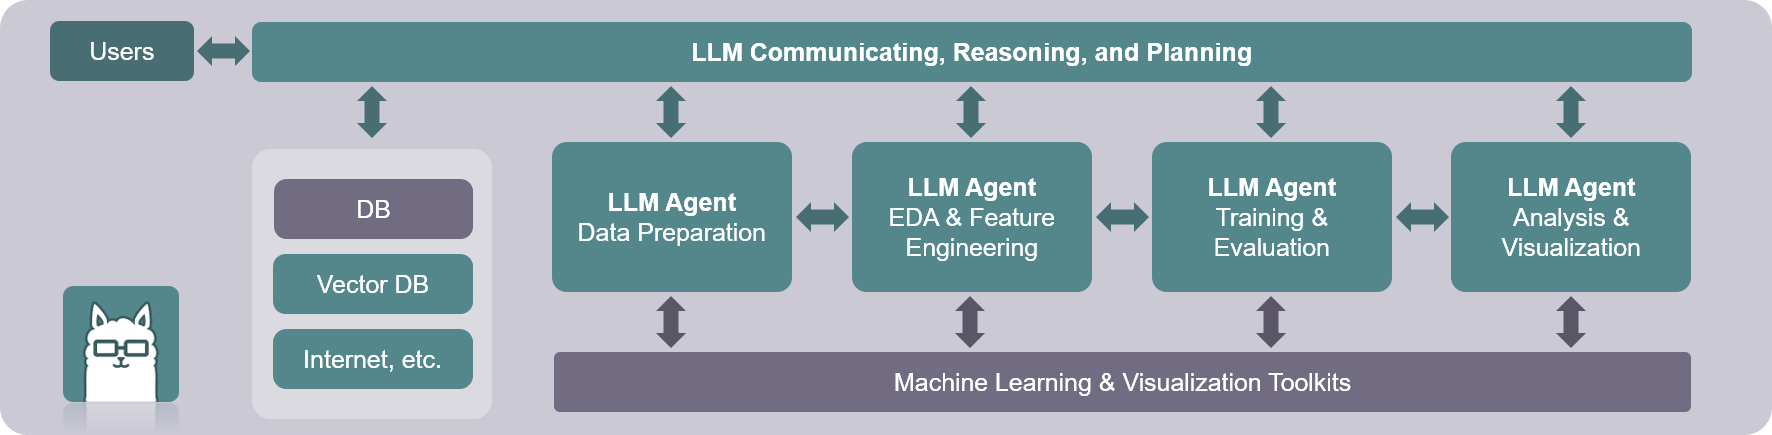 Users
LLM Communicating, Reasoning, and Planning
DB
Vector DB
Internet, etc.
LLM Agent
Data Preparation
LLM Agent
EDA & Feature
Engineering
LLM Agent
Training &
Evaluation
LLM Agent
Analysis &
Visualization
Machine Learning & Visualization Toolkits